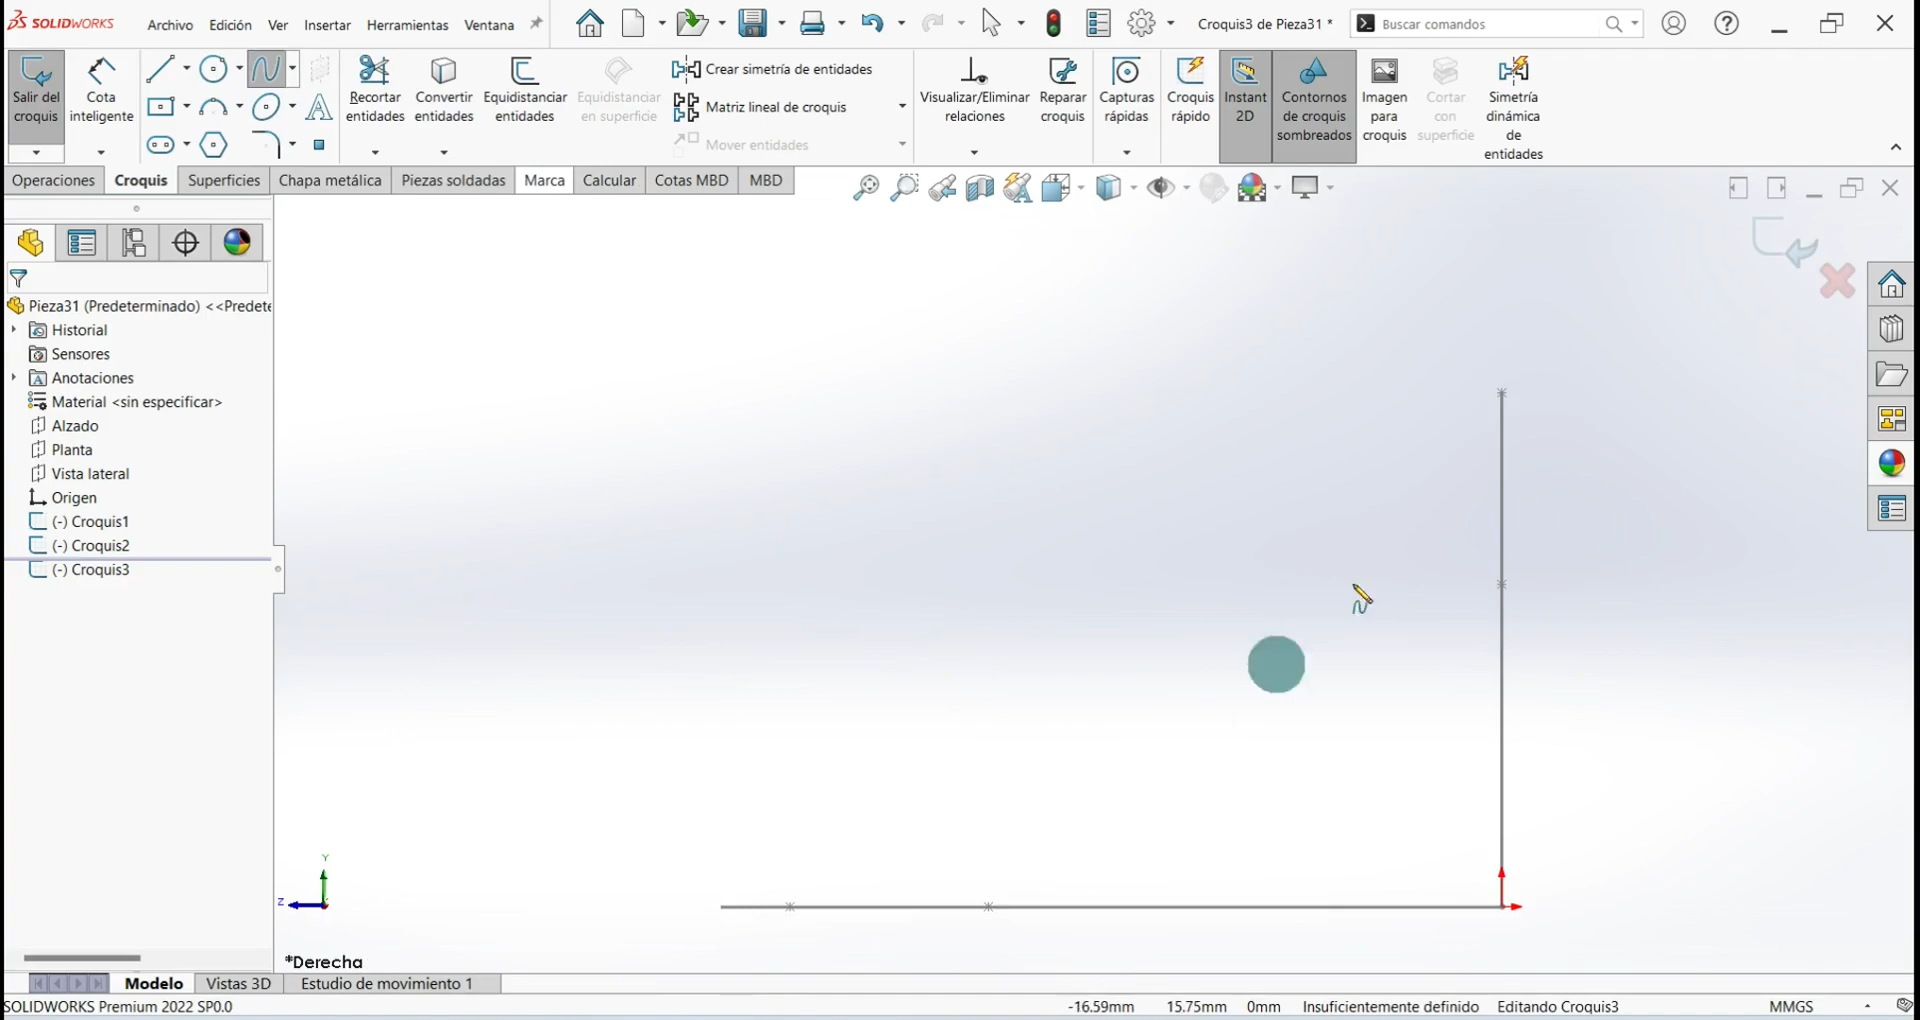 SOLIDWORKS
Archivo Edición Ver Insertar Herramientas Ventana
Croquis3 de Pieza31 *
Buscar comandos
Salir del croquis
Cota inteligente
Recortar entidades
Convertir entidades
Equidistanciar entidades
Equidistanciar en superficie
Crear simetría de entidades
Matriz lineal de croquis
Mover entidades
Visualizar/Eliminar relaciones
Reparar croquis
Capturas rápidas
Croquis rápido
Instant 2D
Contornos de croquis sombreados
Imagen para croquis
Cortar con superficie
Simetría dinámica de entidades
Operaciones Croquis Superficies Chapa metálica Piezas soldadas Marca Calcular Cotas MBD MBD
Pieza31 (Predeterminado) <<Predete
Historial
Sensores
Anotaciones
Material <sin especificar>
Alzado
Planta
Vista lateral
Origen
(-) Croquis1
(-) Croquis2
(-) Croquis3
Y
Z
*Derecha
Modelo Vistas 3D Estudio de movimiento 1
SOLIDWORKS Premium 2022 SP0.0
-16.59mm 15.75mm 0mm Insuficientemente definido Editando Croquis3 MMGS